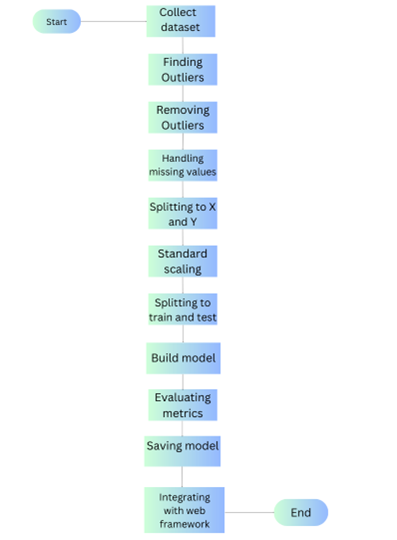 Start
Collect
dataset
Finding
Outliers
Removing
Outliers
Handling
missing values
Splitting to X
and Y
Standard
scaling
Splitting to
train and test
Build model
Evaluating
metrics
Saving model
Integrating
with web
framework
End